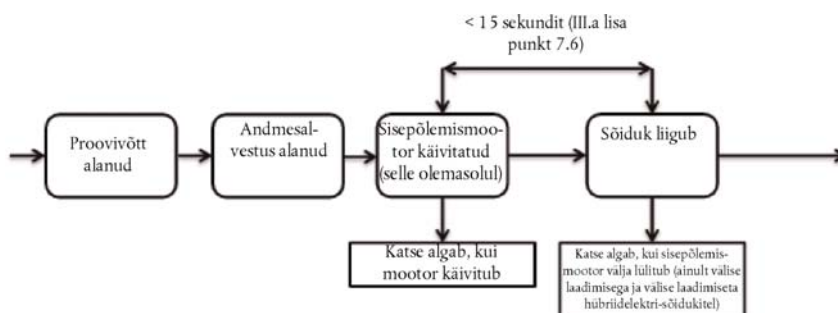 < 15 sekundit (III.a lisa
punkt 7.6)
Proovivõtt
alanud
Andmesal-
vestus alanud
Sisepõlemismoo-
tor käivitatud
(selle olemasolul)
Sõiduk liigub
Katse algab, kui
mootor käivitub
Katse algab, kui sisepõlemis-
mootor välja lülitub (ainult välise
laadimisega ja välise laadimiseta
hübriidelektri-sõidukitel)